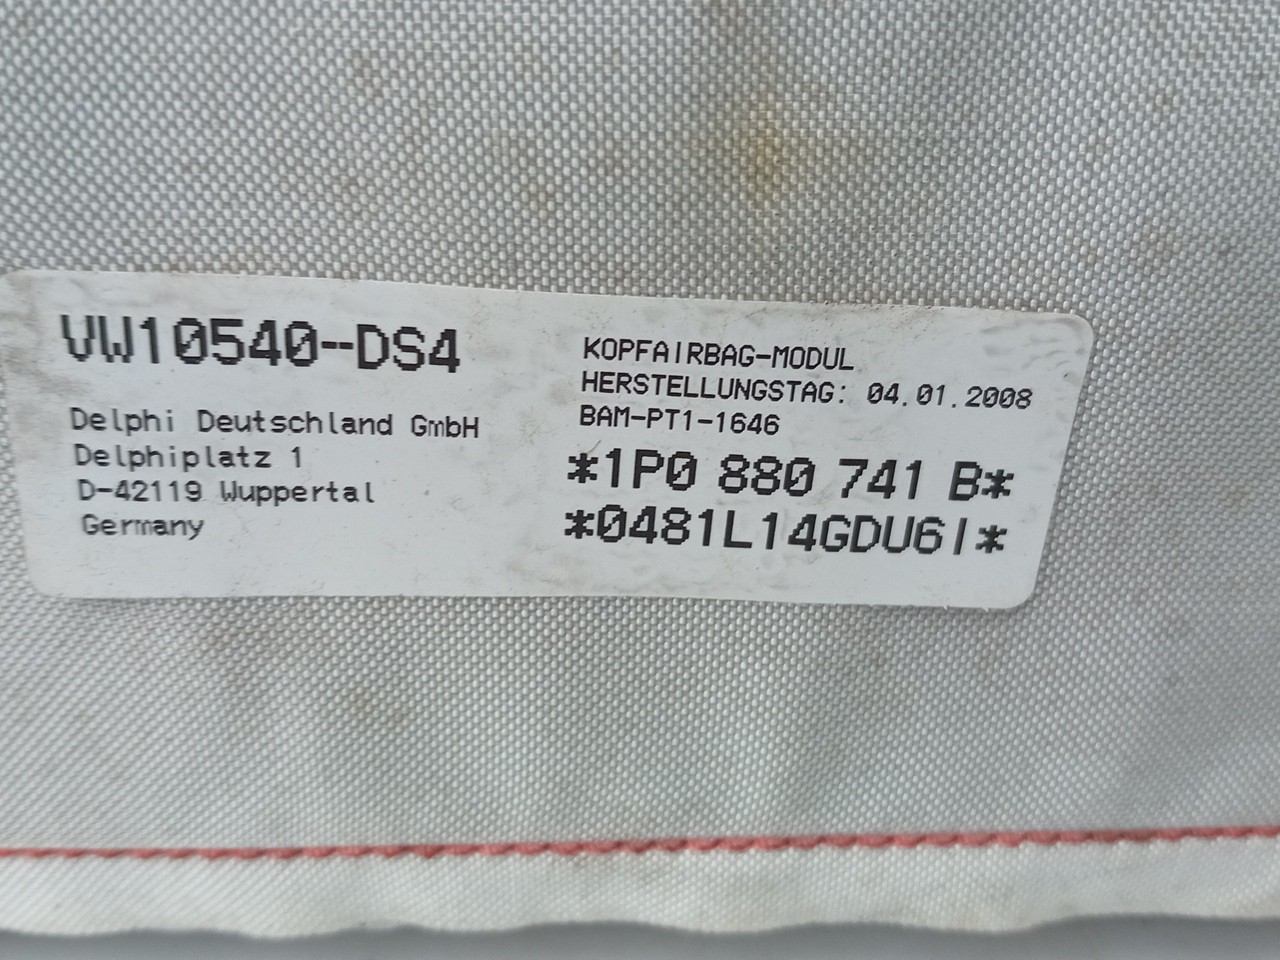 VW10540--DS4
Delphi Deutschland GmbH
Delphiplatz 1
D-42119 Wuppertal
Germany
KOPFAIRBAG-MODUL
HERSTELLUNGSTAG: 04.01.2008
BAM-PT1-1646
*1P0 880 741 B*
*0481L14GDU6I*